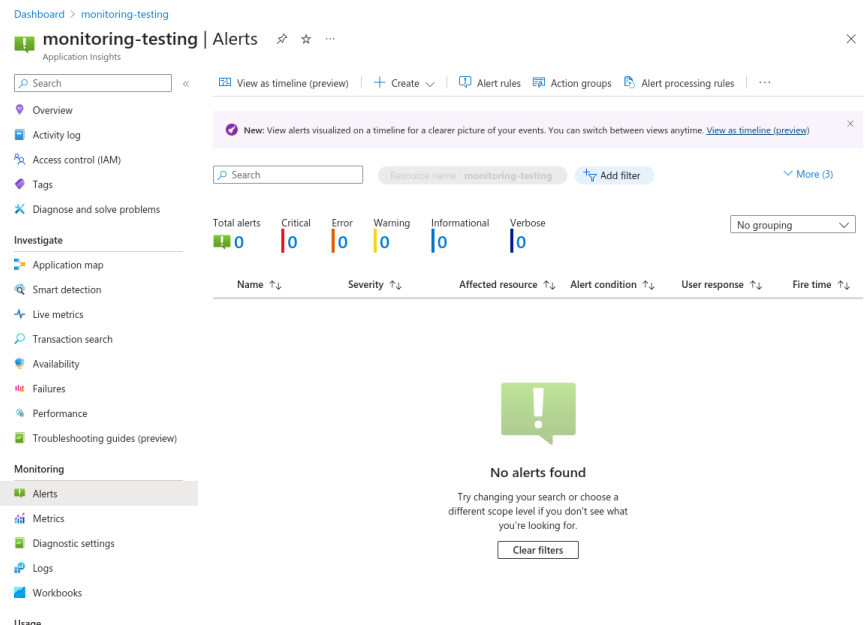 Dashboard > monitoring-testing
monitoring-testing | Alerts
Application Insights
Search
Overview
Activity log
Access control (IAM)
Tags
Diagnose and solve problems
Investigate
Application map
Smart detection
Live metrics
Transaction search
Availability
Failures
Performance
Troubleshooting guides (preview)
Monitoring
Alerts
Metrics
Diagnostic settings
Logs
Workbooks
Usage
View as timeline (preview) Create Alert rules Action groups Alert processing rules
New: View alerts visualized on a timeline for a clearer picture of your events. You can switch between views anytime. View as timeline (preview)
Search Resource name : monitoring-testing Add filter More (3)
Total alerts Critical Error Warning Informational Verbose
0 0 0 0 0 0
No grouping
Name Severity Affected resource Alert condition User response Fire time
No alerts found
Try changing your search or choose a
different scope level if you don't see what
you're looking for.
Clear filters